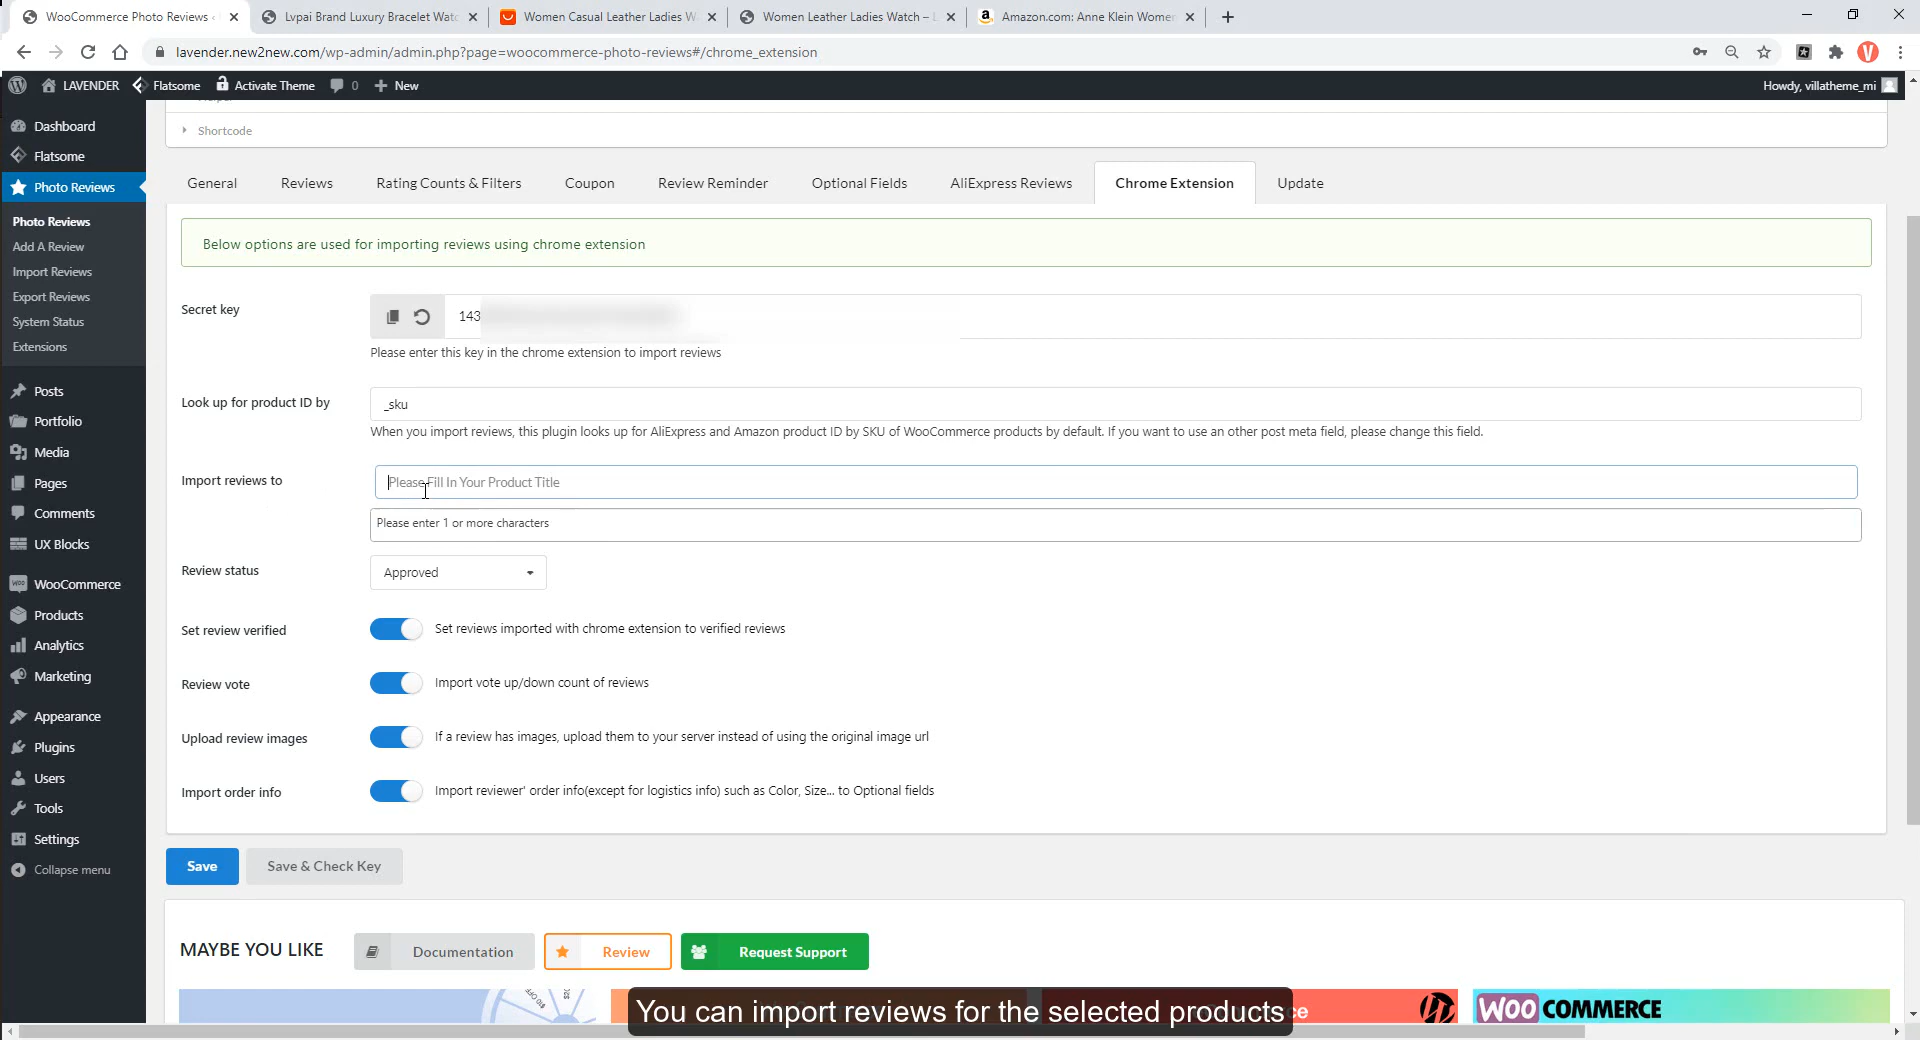 WooCommerce Photo Reviews
Lvpai Brand Luxury Bracelet Watc
Women Casual Leather Ladies W
Women Leather Ladies Watch –
Amazon.com: Anne Klein Women
lavender.new2new.com/wp-admin/admin.php?page=woocommerce-photo-reviews#/chrome_extension
LAVENDER
Flatsome
Activate Theme
0
New
Howdy, villatheme_mi
Dashboard
Flatsome
Photo Reviews
Photo Reviews
Add A Review
Import Reviews
Export Reviews
System Status
Extensions
Posts
Portfolio
Media
Pages
Comments
UX Blocks
WooCommerce
Products
Analytics
Marketing
Appearance
Plugins
Users
Tools
Settings
Collapse menu
Shortcode
General
Reviews
Rating Counts & Filters
Coupon
Review Reminder
Optional Fields
AliExpress Reviews
Chrome Extension
Update
Below options are used for importing reviews using chrome extension
Secret key
143
Please enter this key in the chrome extension to import reviews
Look up for product ID by
_sku
When you import reviews, this plugin looks up for AliExpress and Amazon product ID by SKU of WooCommerce products by default. If you want to use an other post meta field, please change this field.
Import reviews to
Please Fill In Your Product Title
Please enter 1 or more characters
Review status
Approved
Set review verified
Set reviews imported with chrome extension to verified reviews
Review vote
Import vote up/down count of reviews
Upload review images
If a review has images, upload them to your server instead of using the original image url
Import order info
Import reviewer' order info(except for logistics info) such as Color, Size... to Optional fields
Save
Save & Check Key
MAYBE YOU LIKE
Documentation
Review
Request Support
You can import reviews for the selected products
WOO COMMERCE